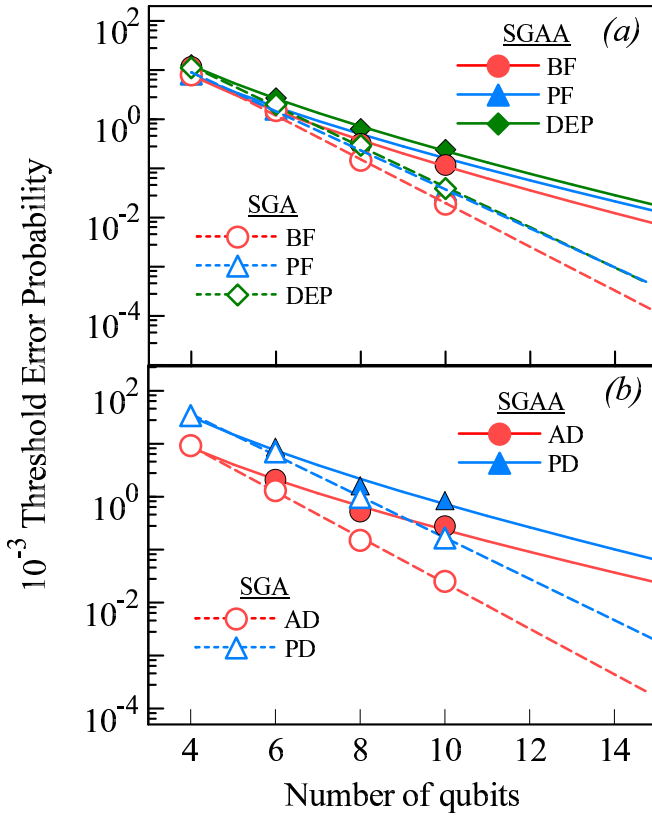 10^-3 Threshold Error Probability
(a)
10^2
10^0
10^-2
10^-4
SGAA
BF
PF
DEP
SGA
BF
PF
DEP
(b)
10^2
10^0
10^-2
10^-4
SGAA
AD
PD
SGA
AD
PD
4 6 8 10 12 14
Number of qubits